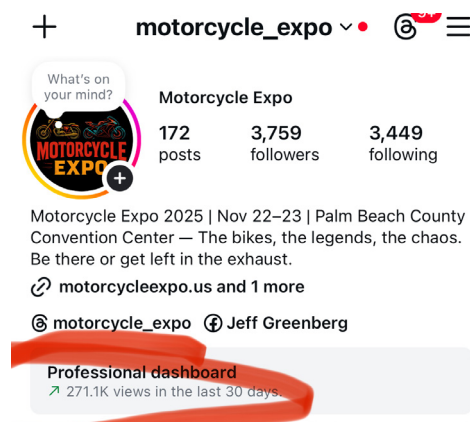 motorcycle_expo
What's on
your mind?
MOTORCYCLE
EXPO
Motorcycle Expo
172 3,759 3,449
posts followers following
Motorcycle Expo 2025 | Nov 22–23 | Palm Beach County
Convention Center — The bikes, the legends, the chaos.
Be there or get left in the exhaust.
motorcycleexpo.us and 1 more
motorcycle_expo Jeff Greenberg
Professional dashboard
271.1K views in the last 30 days.